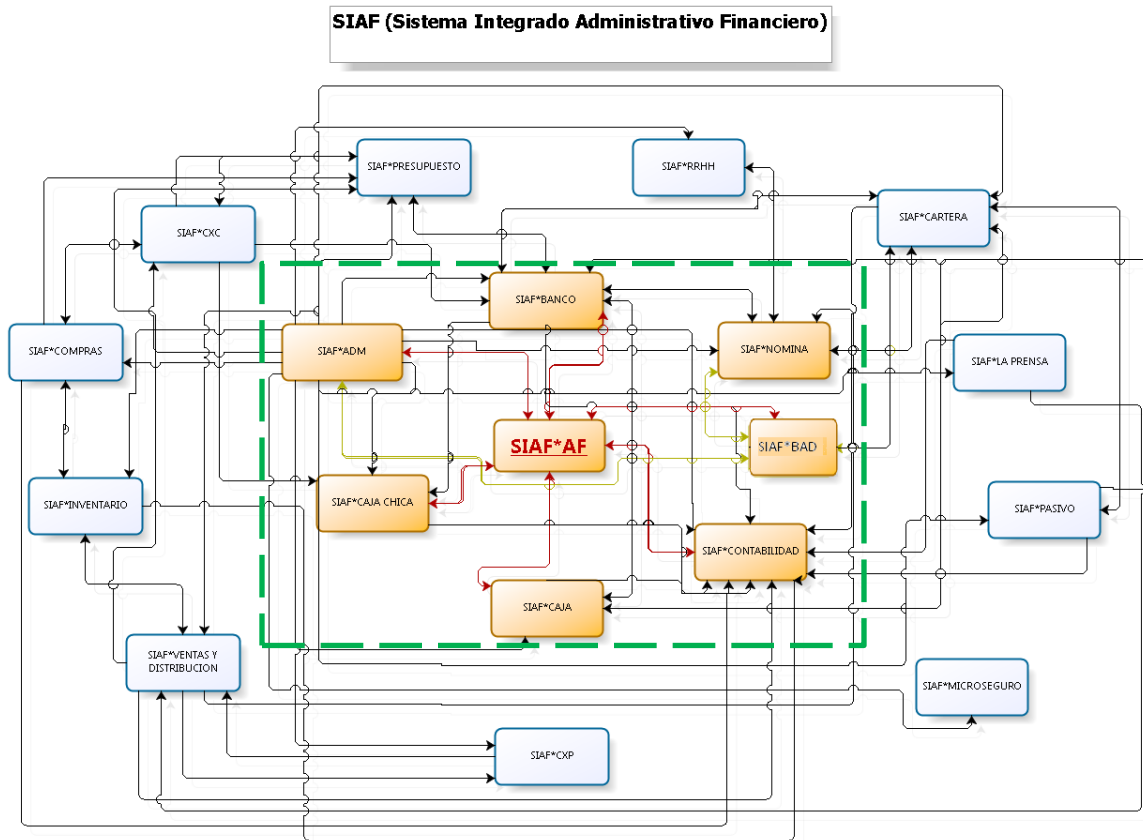 SIAF (Sistema Integrado Administrativo Financiero)
SIAF*PRESUPUESTO
SIAF*RRHH
SIAF*CXC
SIAF*CARTERA
SIAF*BANCO
SIAF*COMPRAS
SIAF*ADM
SIAF*NOMINA
SIAF*LA PRENSA
SIAF*AF
SIAF*BAD
SIAF*INVENTARIO
SIAF*CAJA CHICA
SIAF*PASIVO
SIAF*CONTABILIDAD
SIAF*CAJA
SIAF*VENTAS Y
DISTRIBUCION
SIAF*MICROSEGURO
SIAF*CXP